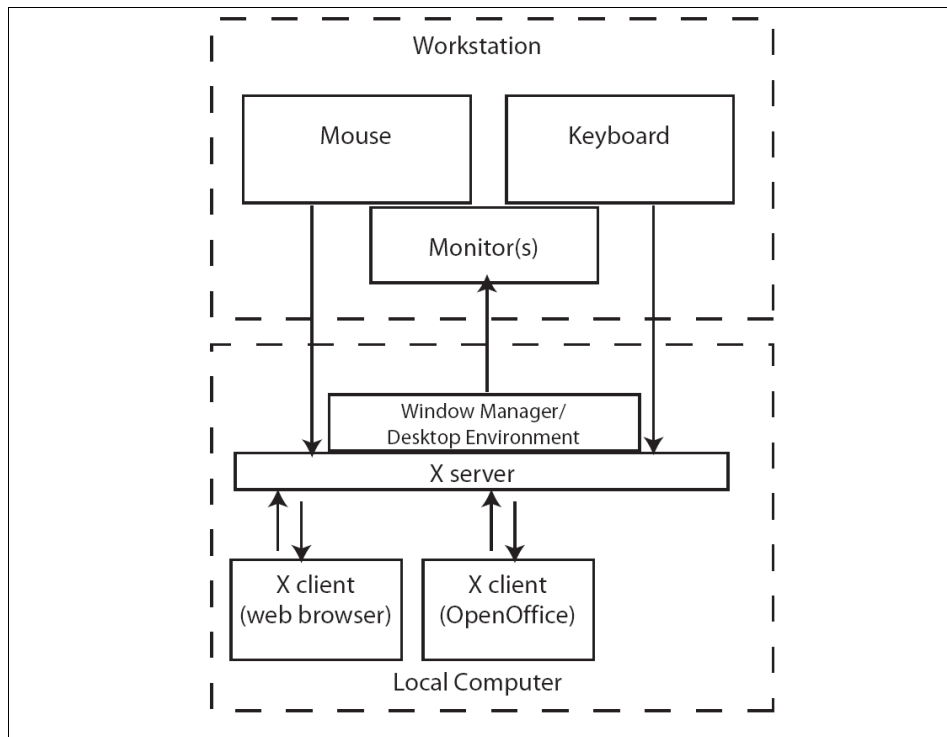 Workstation
Mouse
Keyboard
Monitor(s)
Window Manager/
Desktop Environment
X server
X client
(web browser)
X client
(OpenOffice)
Local Computer